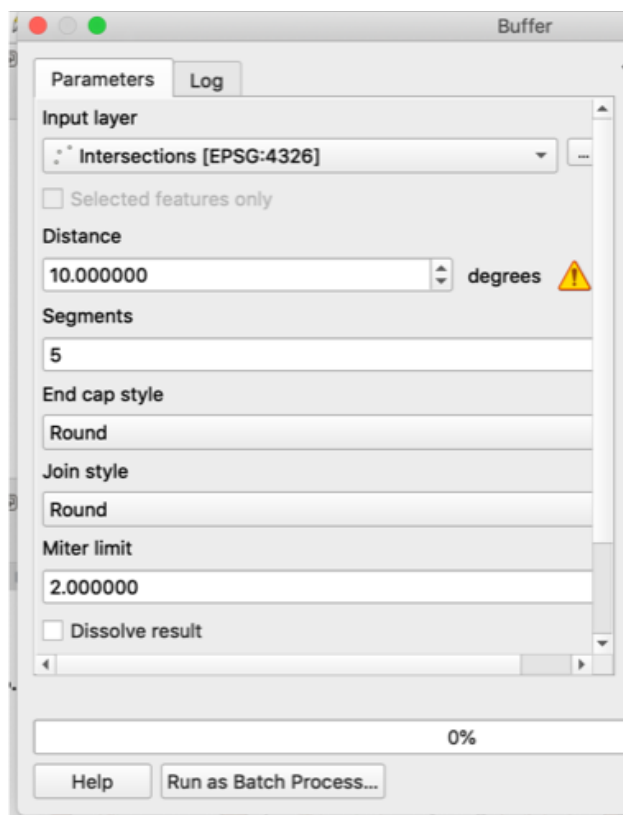 Buffer
Parameters Log
Input layer
Intersections [EPSG:4326]
...
Selected features only
Distance
10.000000 degrees
Segments
5
End cap style
Round
Join style
Round
Miter limit
2.000000
Dissolve result
0%
Help Run as Batch Process...